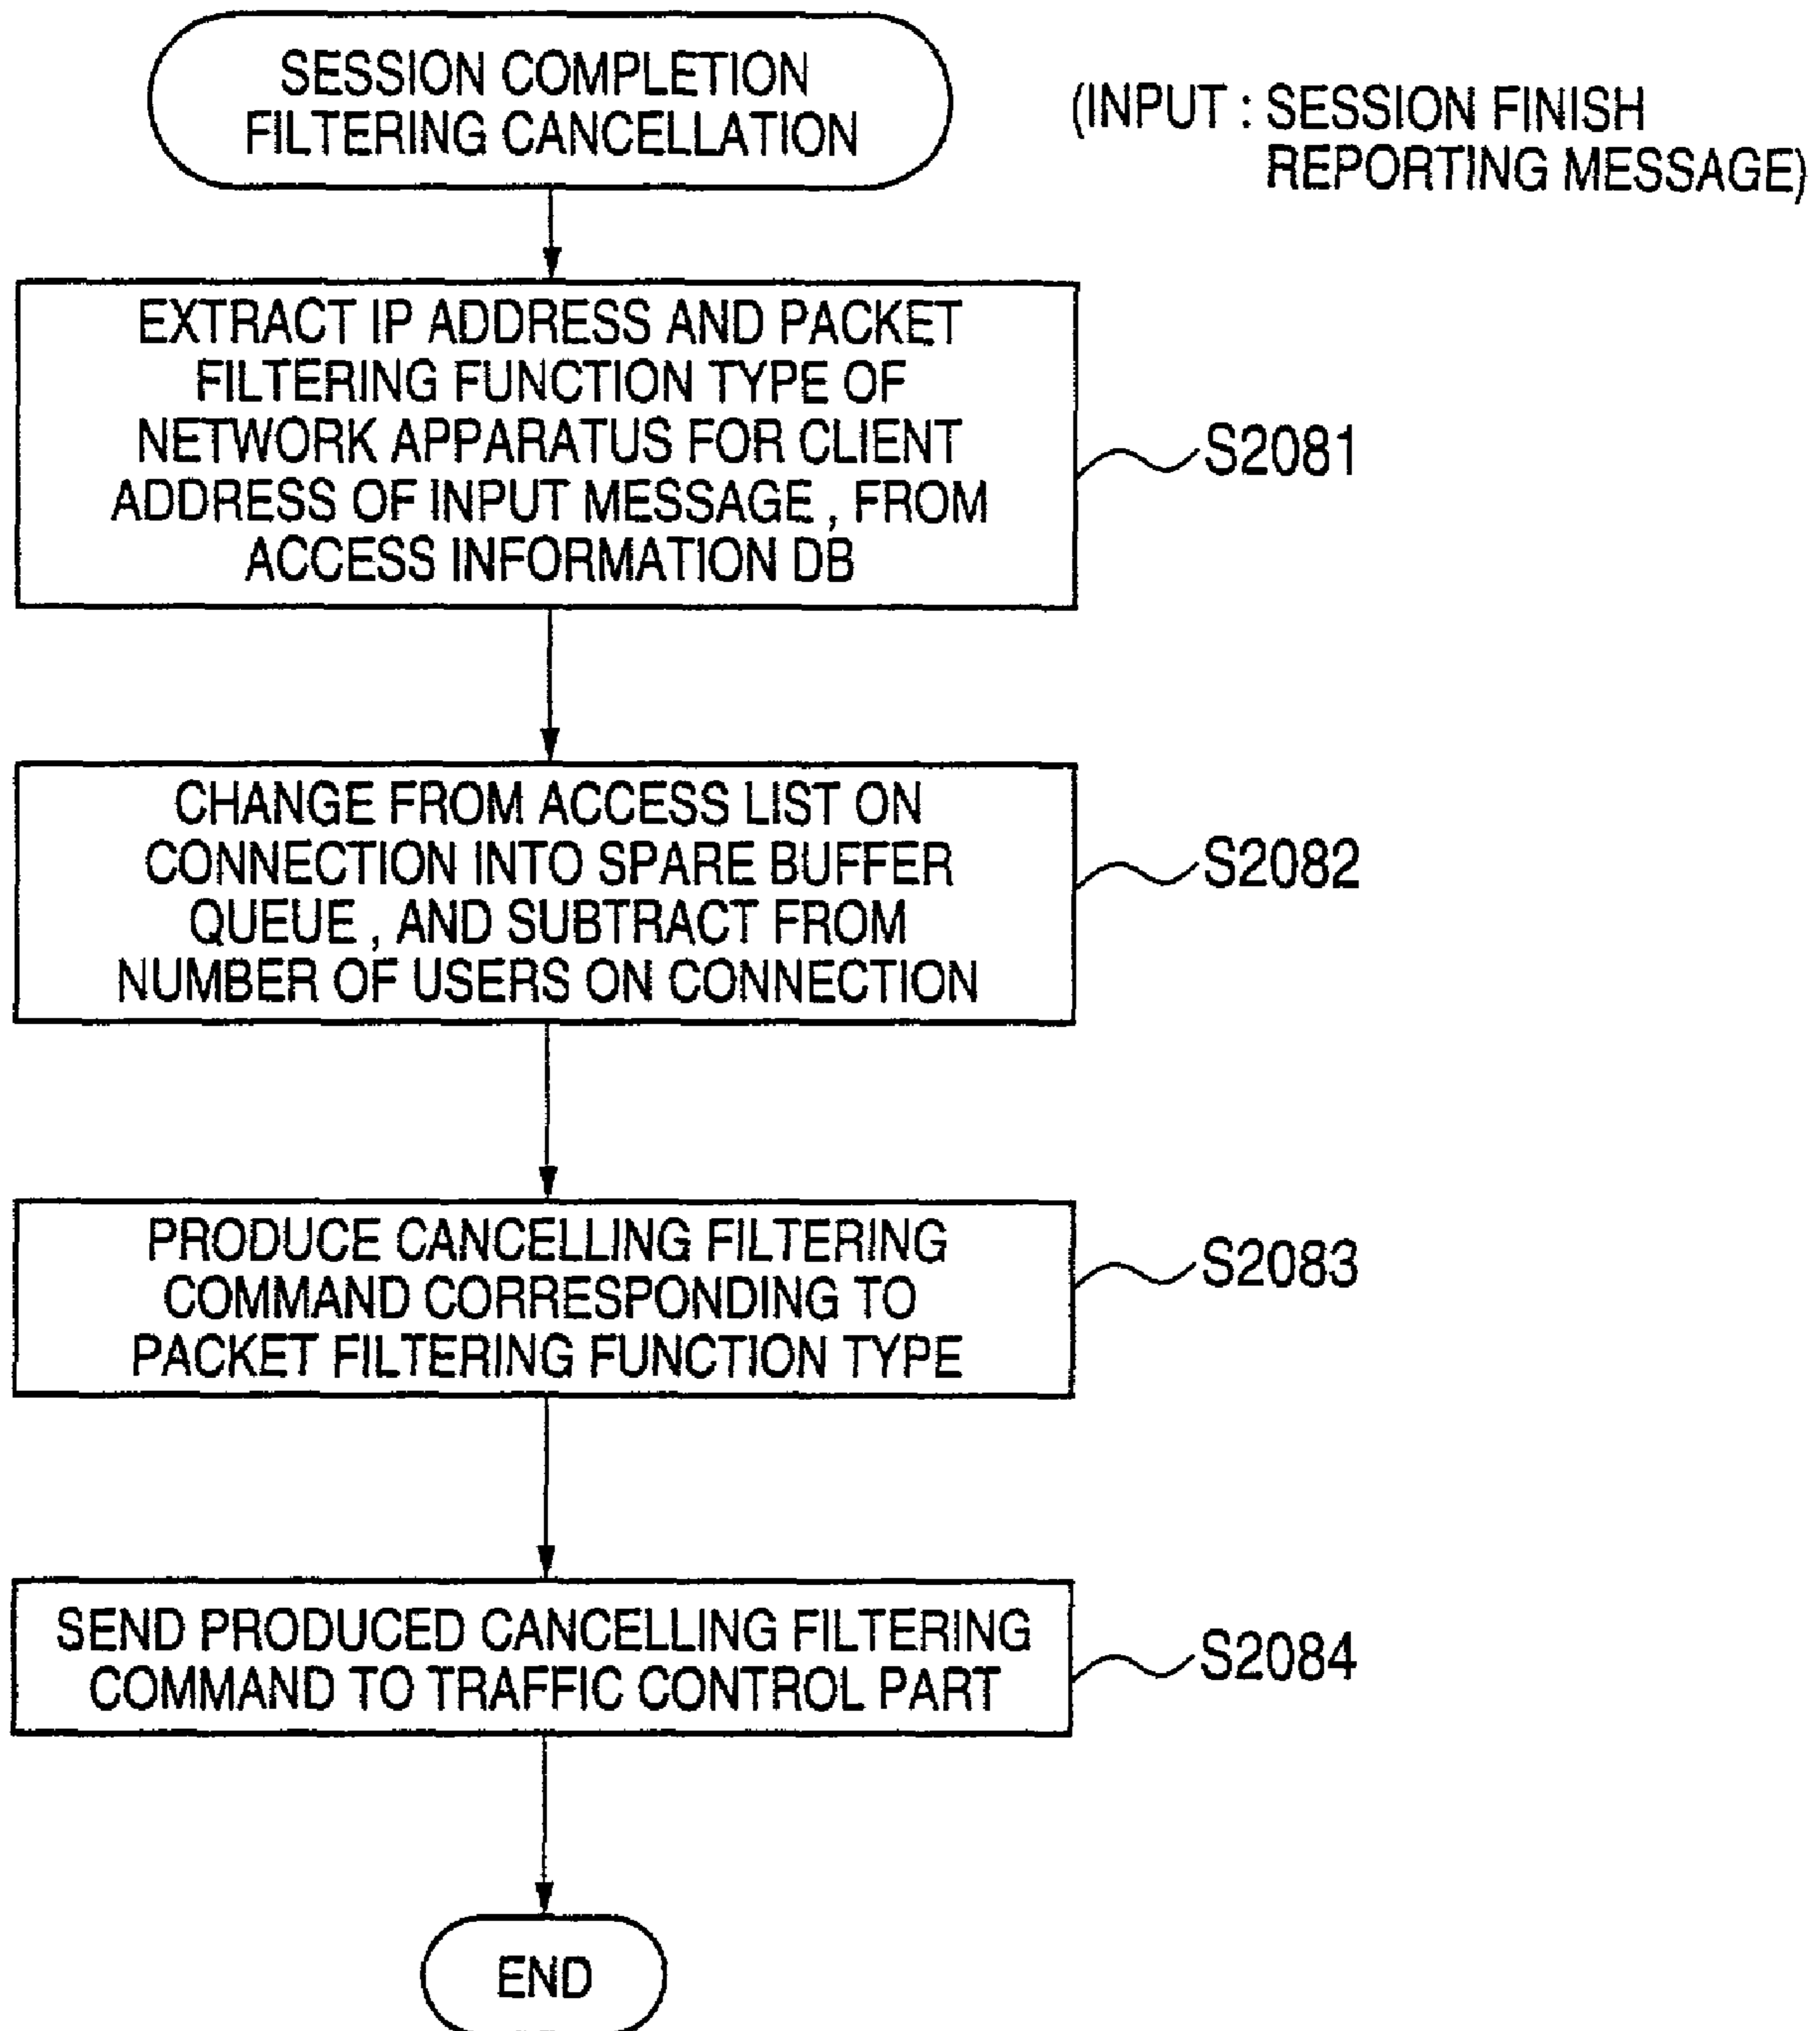 SESSION COMPLETION
FILTERING CANCELLATION
(INPUT : SESSION FINISH
REPORTING MESSAGE)
EXTRACT IP ADDRESS AND PACKET
FILTERING FUNCTION TYPE OF
NETWORK APPARATUS FOR CLIENT
ADDRESS OF INPUT MESSAGE , FROM
ACCESS INFORMATION DB
S2081
CHANGE FROM ACCESS LIST ON
CONNECTION INTO SPARE BUFFER
QUEUE , AND SUBTRACT FROM
NUMBER OF USERS ON CONNECTION
S2082
PRODUCE CANCELLING FILTERING
COMMAND CORRESPONDING TO
PACKET FILTERING FUNCTION TYPE
S2083
SEND PRODUCED CANCELLING FILTERING
COMMAND TO TRAFFIC CONTROL PART
S2084
END